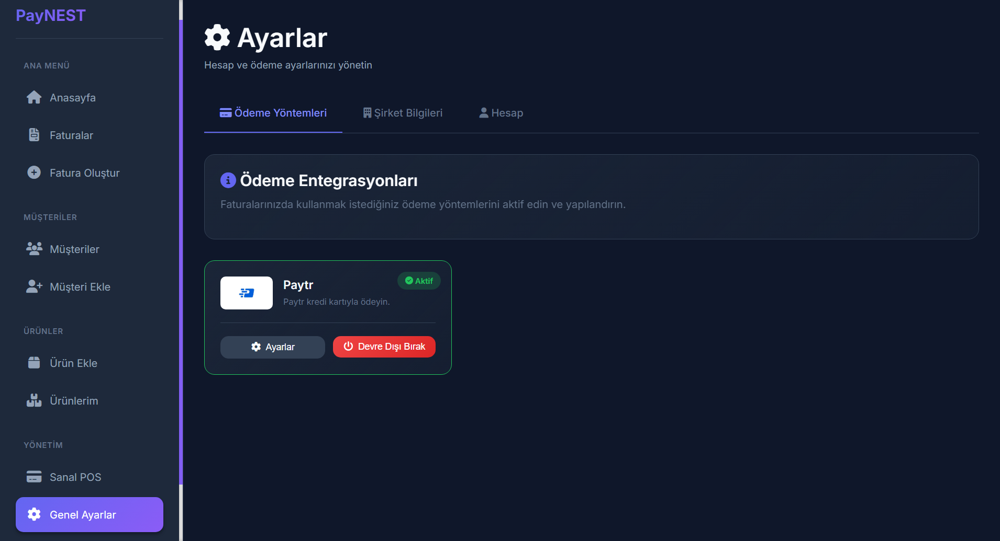 PayNEST
ANA MENÜ
Anasayfa
Faturalar
Fatura Oluştur
MÜŞTERİLER
Müşteriler
Müşteri Ekle
ÜRÜNLER
Ürün Ekle
Ürünlerim
YÖNETİM
Sanal POS
Genel Ayarlar
Ayarlar
Hesap ve ödeme ayarlarınızı yönetin
Ödeme Yöntemleri
Şirket Bilgileri
Hesap
Ödeme Entegrasyonları
Faturalarınızda kullanmak istediğiniz ödeme yöntemlerini aktif edin ve yapılandırın.
Paytr
Aktif
Paytr kredi kartıyla ödeyin.
Ayarlar
Devre Dışı Bırak